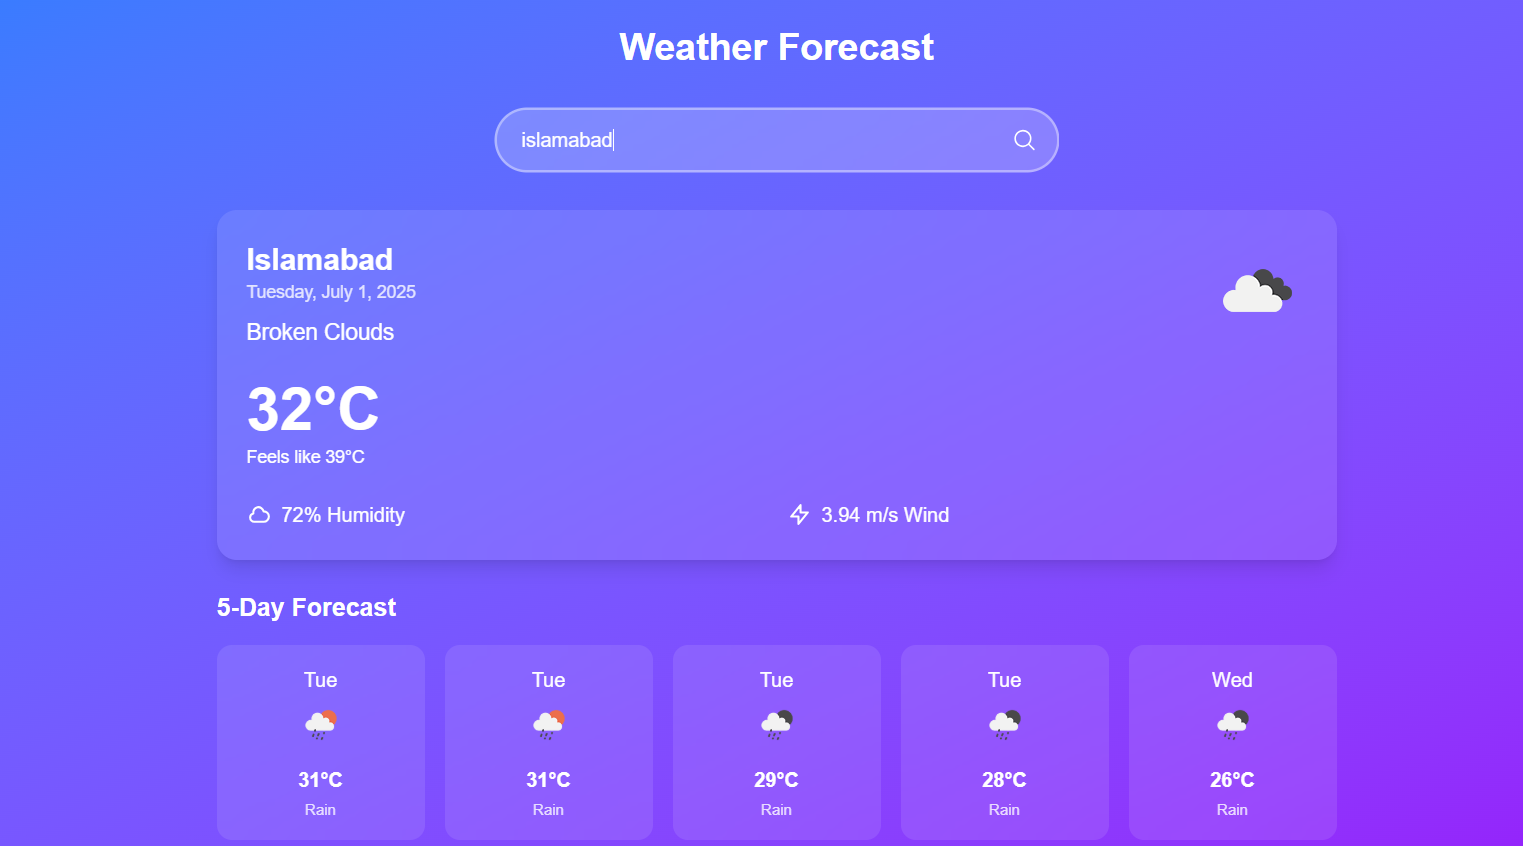 Weather Forecast
islamabad
Islamabad
Tuesday, July 1, 2025
Broken Clouds
32°C
Feels like 39°C
72% Humidity
3.94 m/s Wind
5-Day Forecast
Tue
31°C
Rain
Tue
31°C
Rain
Tue
29°C
Rain
Tue
28°C
Rain
Wed
26°C
Rain